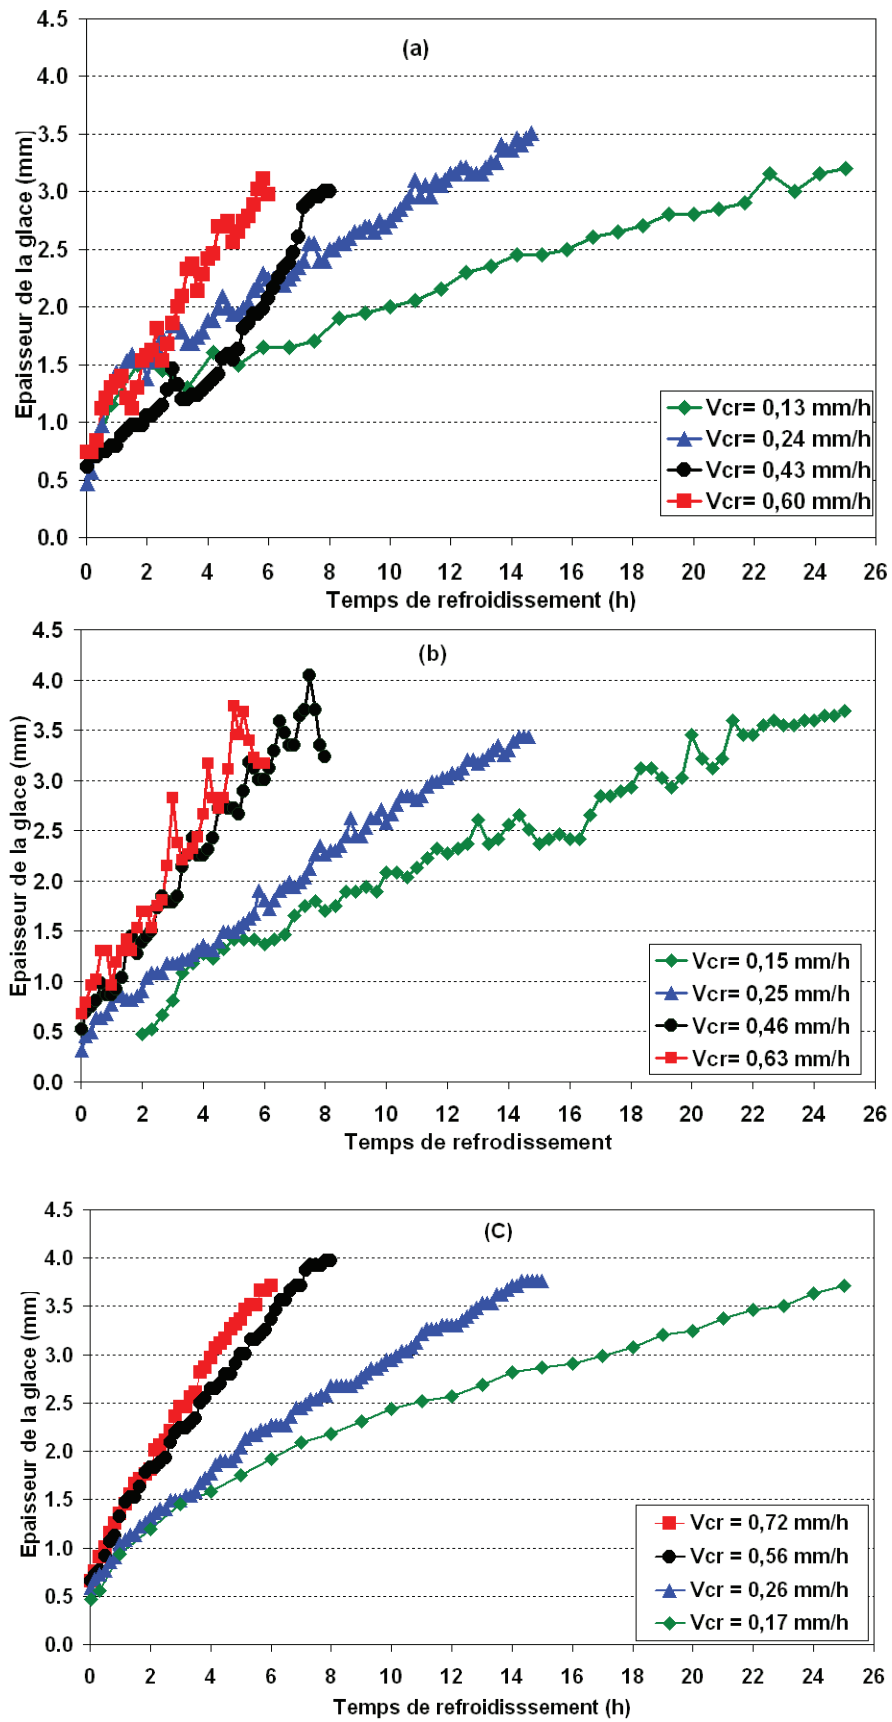 (a)
Epaisseur de la glace (mm)
4.5
4.0
3.5
3.0
2.5
2.0
1.5
1.0
0.5
0.0
Vcr= 0,13 mm/h
Vcr= 0,24 mm/h
Vcr= 0,43 mm/h
Vcr= 0,60 mm/h
0 2 4 6 8 10 12 14 16 18 20 22 24 26
Temps de refroidissement (h)
(b)
Epaisseur de la glace (mm)
4.5
4.0
3.5
3.0
2.5
2.0
1.5
1.0
0.5
0.0
Vcr= 0,15 mm/h
Vcr= 0,25 mm/h
Vcr= 0,46 mm/h
Vcr= 0,63 mm/h
0 2 4 6 8 10 12 14 16 18 20 22 24 26
Temps de refrodissement
(C)
Epaisseur de la glace (mm)
4.5
4.0
3.5
3.0
2.5
2.0
1.5
1.0
0.5
0.0
Vcr = 0,72 mm/h
Vcr = 0,56 mm/h
Vcr = 0,26 mm/h
Vcr = 0,17 mm/h
0 2 4 6 8 10 12 14 16 18 20 22 24 26
Temps de refroidisssement (h)